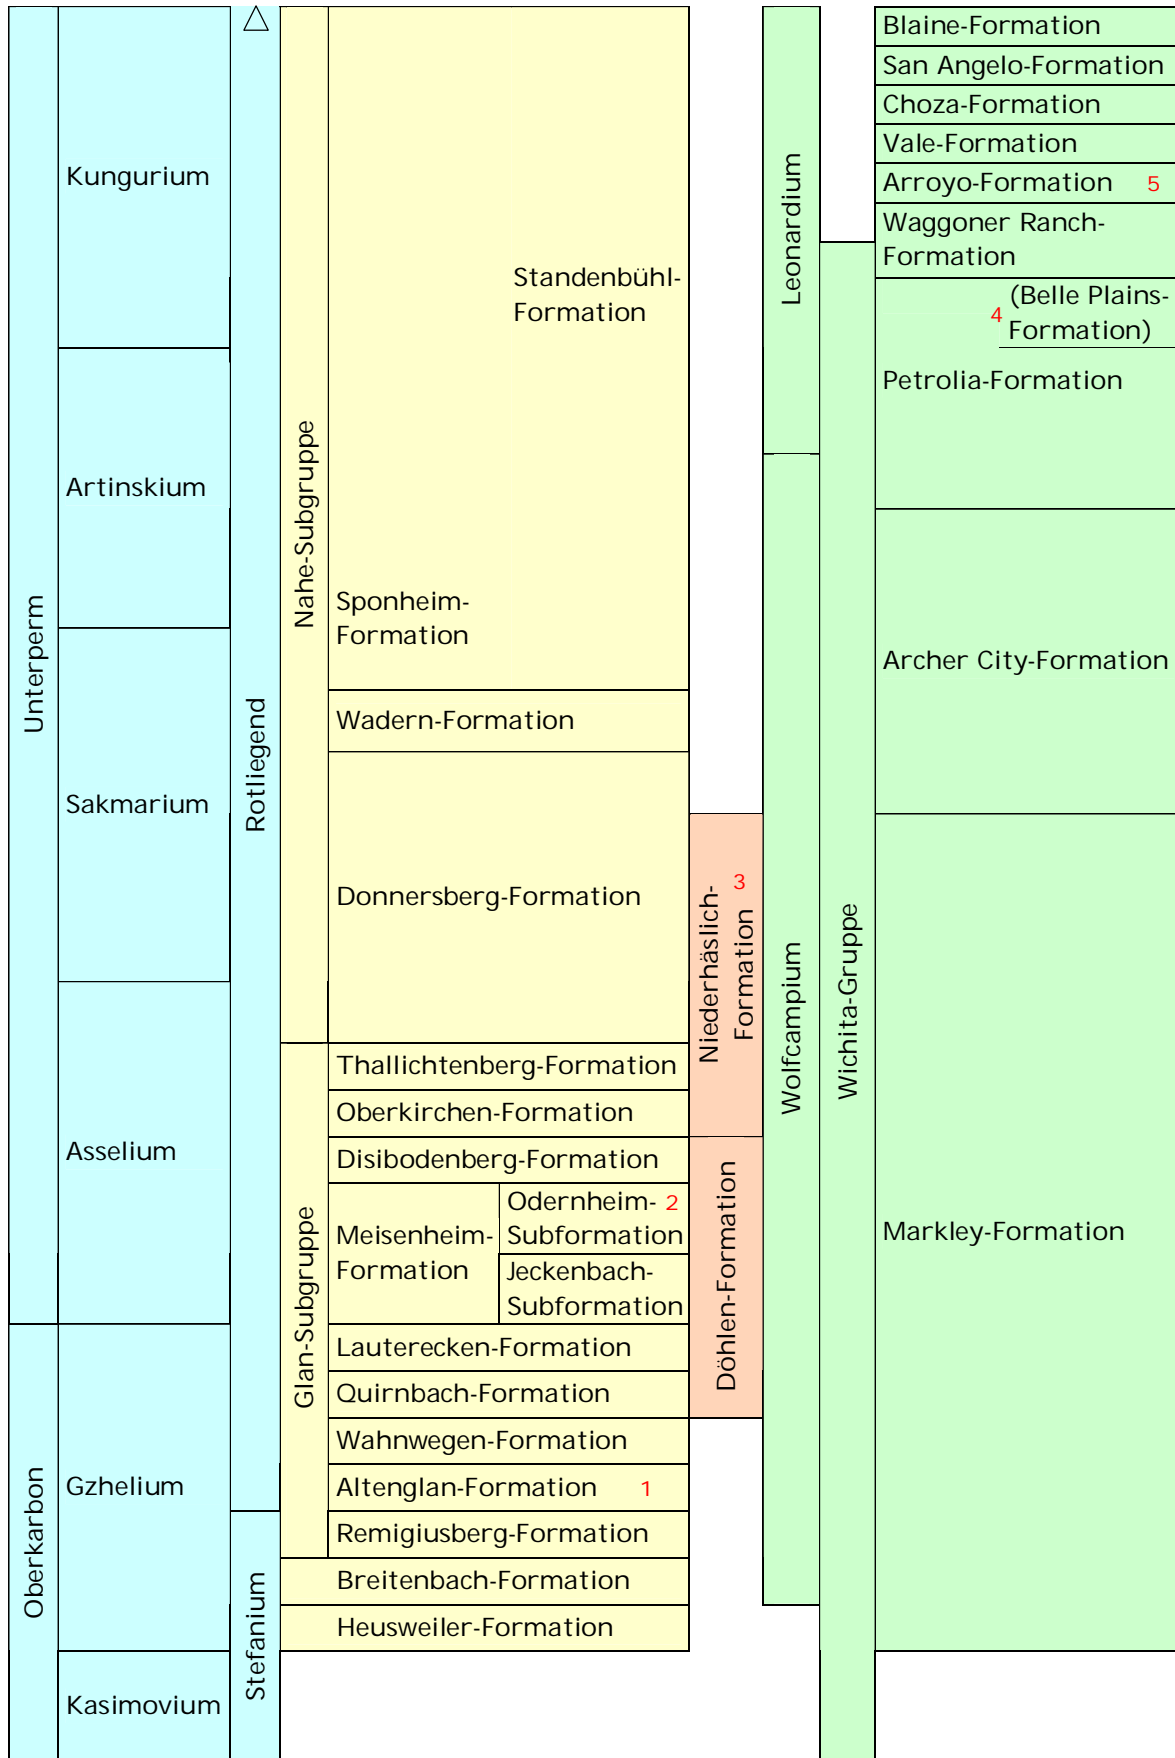 Unterperm
Oberkarbon
Kungurium
Artinskium
Sakmarium
Asselium
Gzhelium
Kasimovium
△
Rotliegend
Stefanium
Nahe-Subgruppe
Glan-Subgruppe
Standenbühl-
Formation
Sponheim-
Formation
Wadern-Formation
Donnersberg-Formation
Thallichtenberg-Formation
Oberkirchen-Formation
Disibodenberg-Formation
Meisenheim-
Formation
Odernheim- 2
Subformation
Jeckenbach-
Subformation
Lauterecken-Formation
Quirnbach-Formation
Wahnwegen-Formation
Altenglan-Formation 1
Remigiusberg-Formation
Breitenbach-Formation
Heusweiler-Formation
Niederhäslich-
Formation 3
Döhlen-Formation
Leonardium
Wolfcampium
Wichita-Gruppe
Blaine-Formation
San Angelo-Formation
Choza-Formation
Vale-Formation
Arroyo-Formation 5
Waggoner Ranch-
Formation
4 (Belle Plains-
Formation)
Petrolia-Formation
Archer City-Formation
Markley-Formation